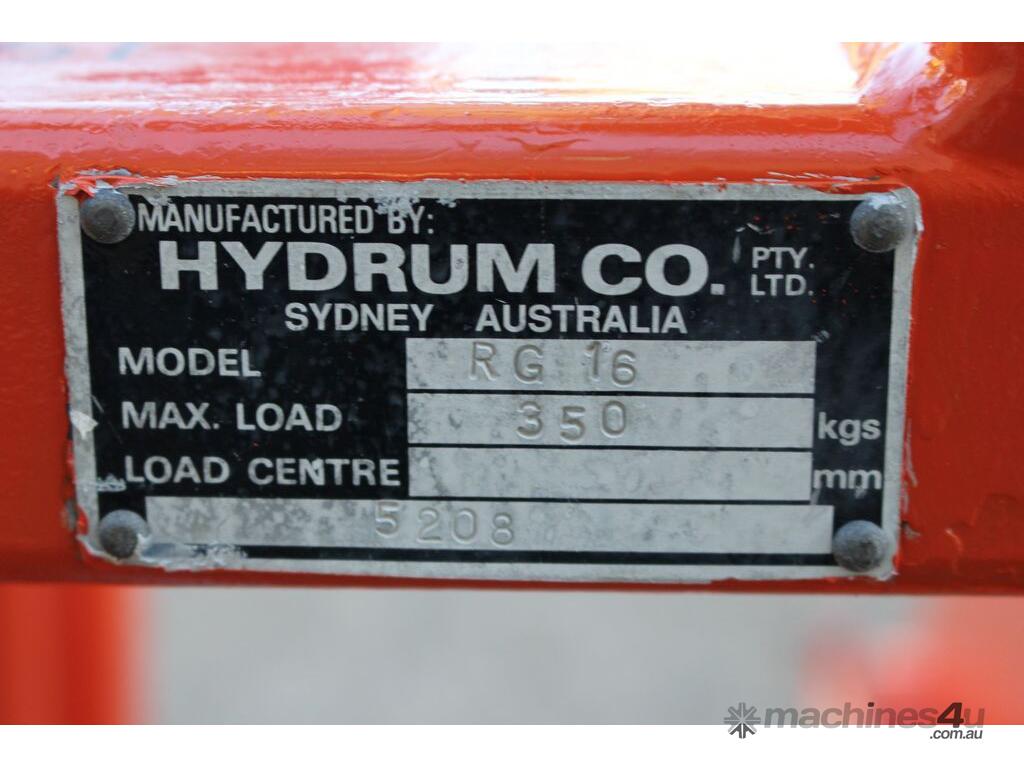 MANUFACTURED BY:
HYDRUM CO. PTY. LTD.
SYDNEY AUSTRALIA
MODEL RG 16
MAX. LOAD 350 kgs
LOAD CENTRE mm
5208
machines4u
.com.au